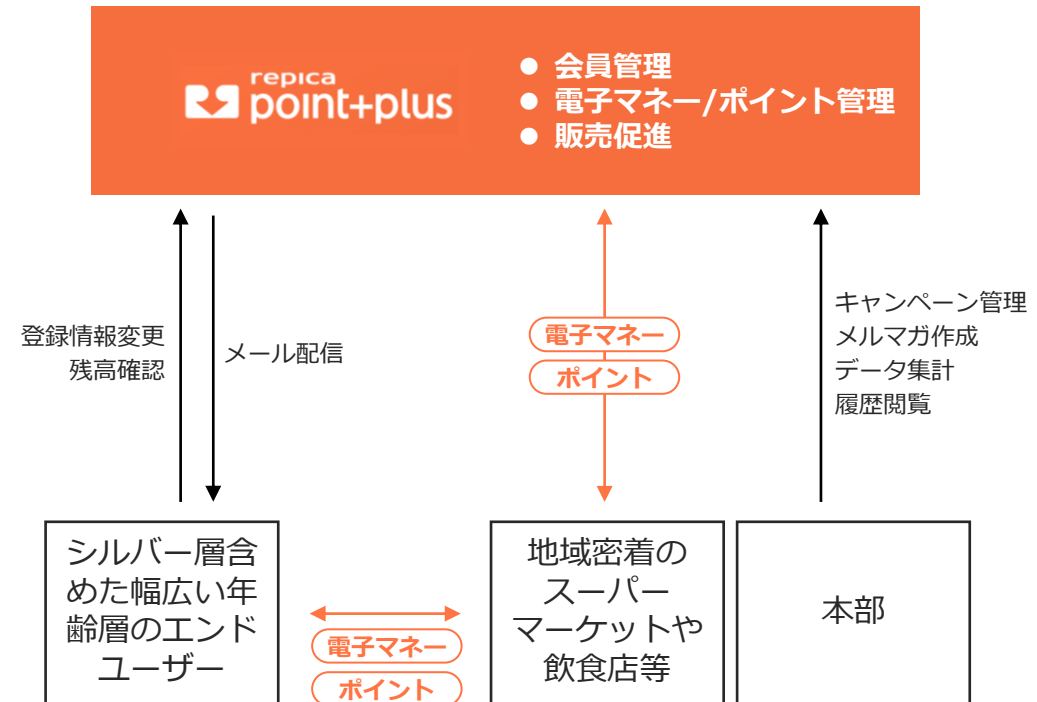 repica
point+plus
● 会員管理
● 電子マネー/ポイント管理
● 販売促進
登録情報変更
残高確認
メール配信
電子マネー
ポイント
キャンペーン管理
メルマガ作成
データ集計
履歴閲覧
シルバー層含
めた幅広い年
齢層のエンド
ユーザー
電子マネー
ポイント
地域密着の
スーパー
マーケットや
飲食店等
本部